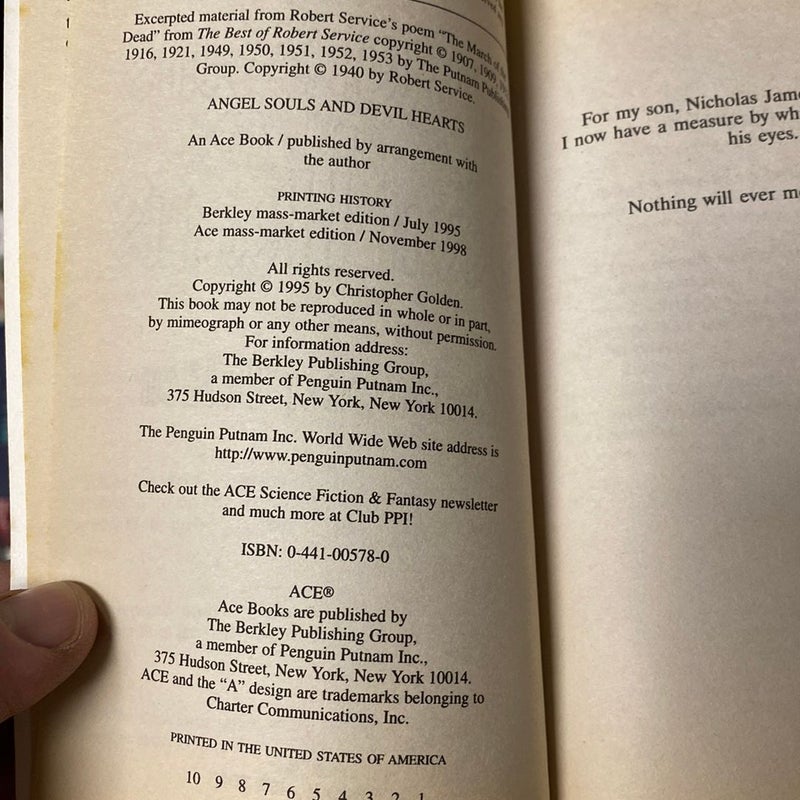 Excerpted material from Robert Service's poem "The March of the
Dead" from The Best of Robert Service copyright © 1907, 1909,
1916, 1921, 1949, 1950, 1951, 1952, 1953 by The Putnam Publishing
Group. Copyright © 1940 by Robert Service.
ANGEL SOULS AND DEVIL HEARTS
An Ace Book / published by arrangement with
the author
PRINTING HISTORY
Berkley mass-market edition / July 1995
Ace mass-market edition / November 1998
All rights reserved.
Copyright © 1995 by Christopher Golden.
This book may not be reproduced in whole or in part,
by mimeograph or any other means, without permission.
For information address:
The Berkley Publishing Group,
a member of Penguin Putnam Inc.,
375 Hudson Street, New York, New York 10014.
The Penguin Putnam Inc. World Wide Web site address is
http://www.penguinputnam.com
Check out the ACE Science Fiction & Fantasy newsletter
and much more at Club PPI!
ISBN: 0-441-00578-0
ACE®
Ace Books are published by
The Berkley Publishing Group,
a member of Penguin Putnam Inc.,
375 Hudson Street, New York, New York 10014.
ACE and the "A" design are trademarks belonging to
Charter Communications, Inc.
PRINTED IN THE UNITED STATES OF AMERICA
10 9 8 7 6 5 4 3 2 1
For my son, Nicholas Jame
I now have a measure by wh
his eyes.
Nothing will ever m